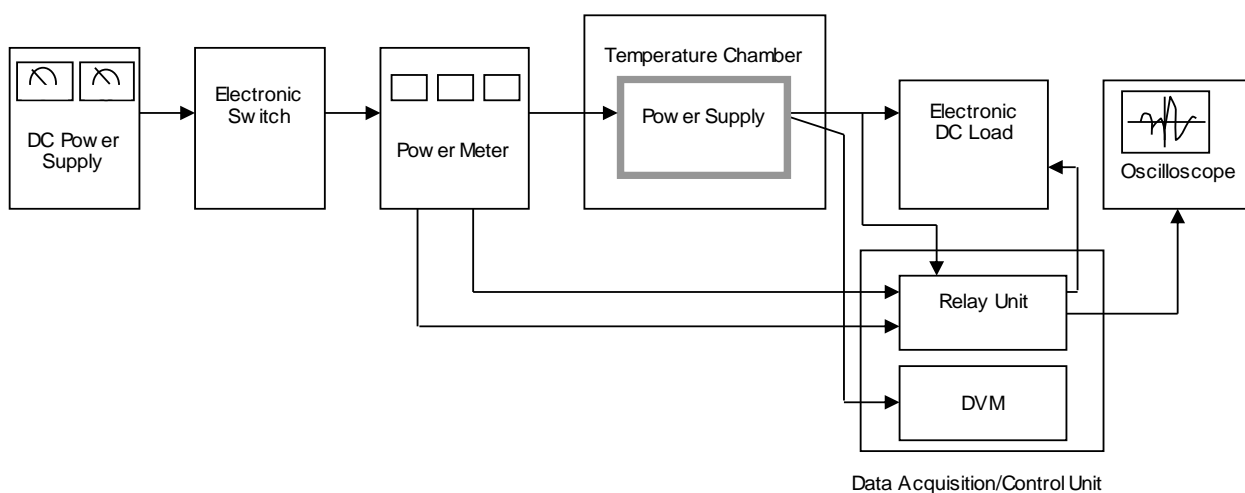 DC Power
Supply
Electronic
Switch
Power Meter
Temperature Chamber
Power Supply
Electronic
DC Load
Oscilloscope
Relay Unit
DVM
Data Acquisition/Control Unit